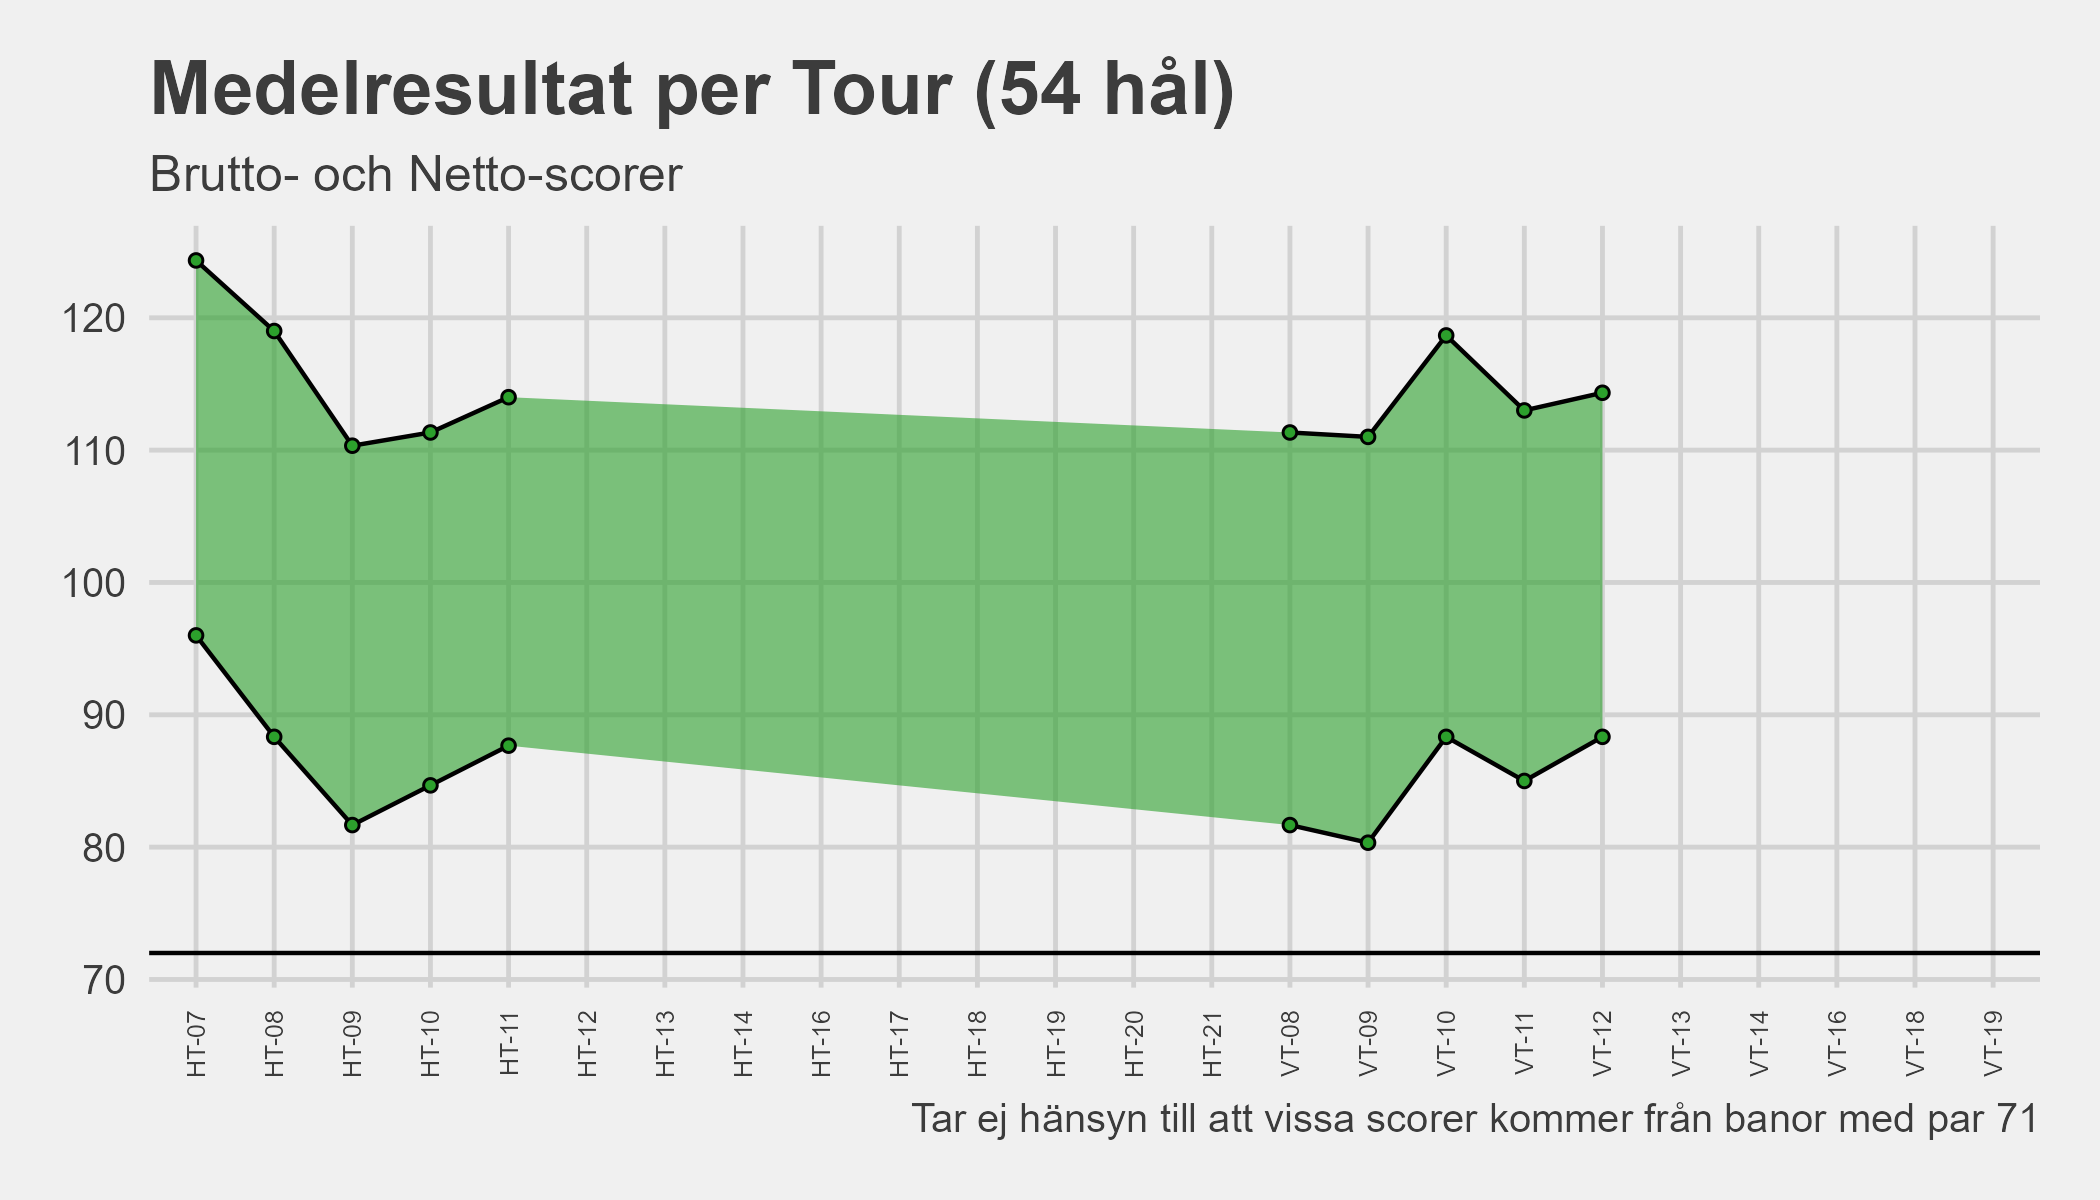 Medelresultat per Tour (54 hål)
Brutto- och Netto-scorer
120
110
100
90
80
70
HT-07
HT-08
HT-09
HT-10
HT-11
HT-12
HT-13
HT-14
HT-16
HT-17
HT-18
HT-19
HT-20
HT-21
VT-08
VT-09
VT-10
VT-11
VT-12
VT-13
VT-14
VT-16
VT-18
VT-19
Tar ej hänsyn till att vissa scorer kommer från banor med par 71